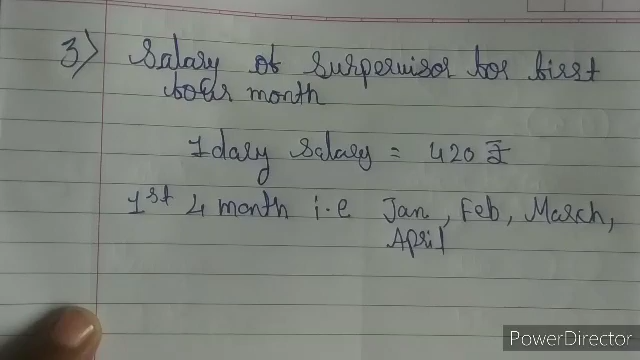 3) Salary of surpervisor for first
four month
1 day salary = 420 ₹
1st 4 month i.e Jan, Feb, March,
April
PowerDirector